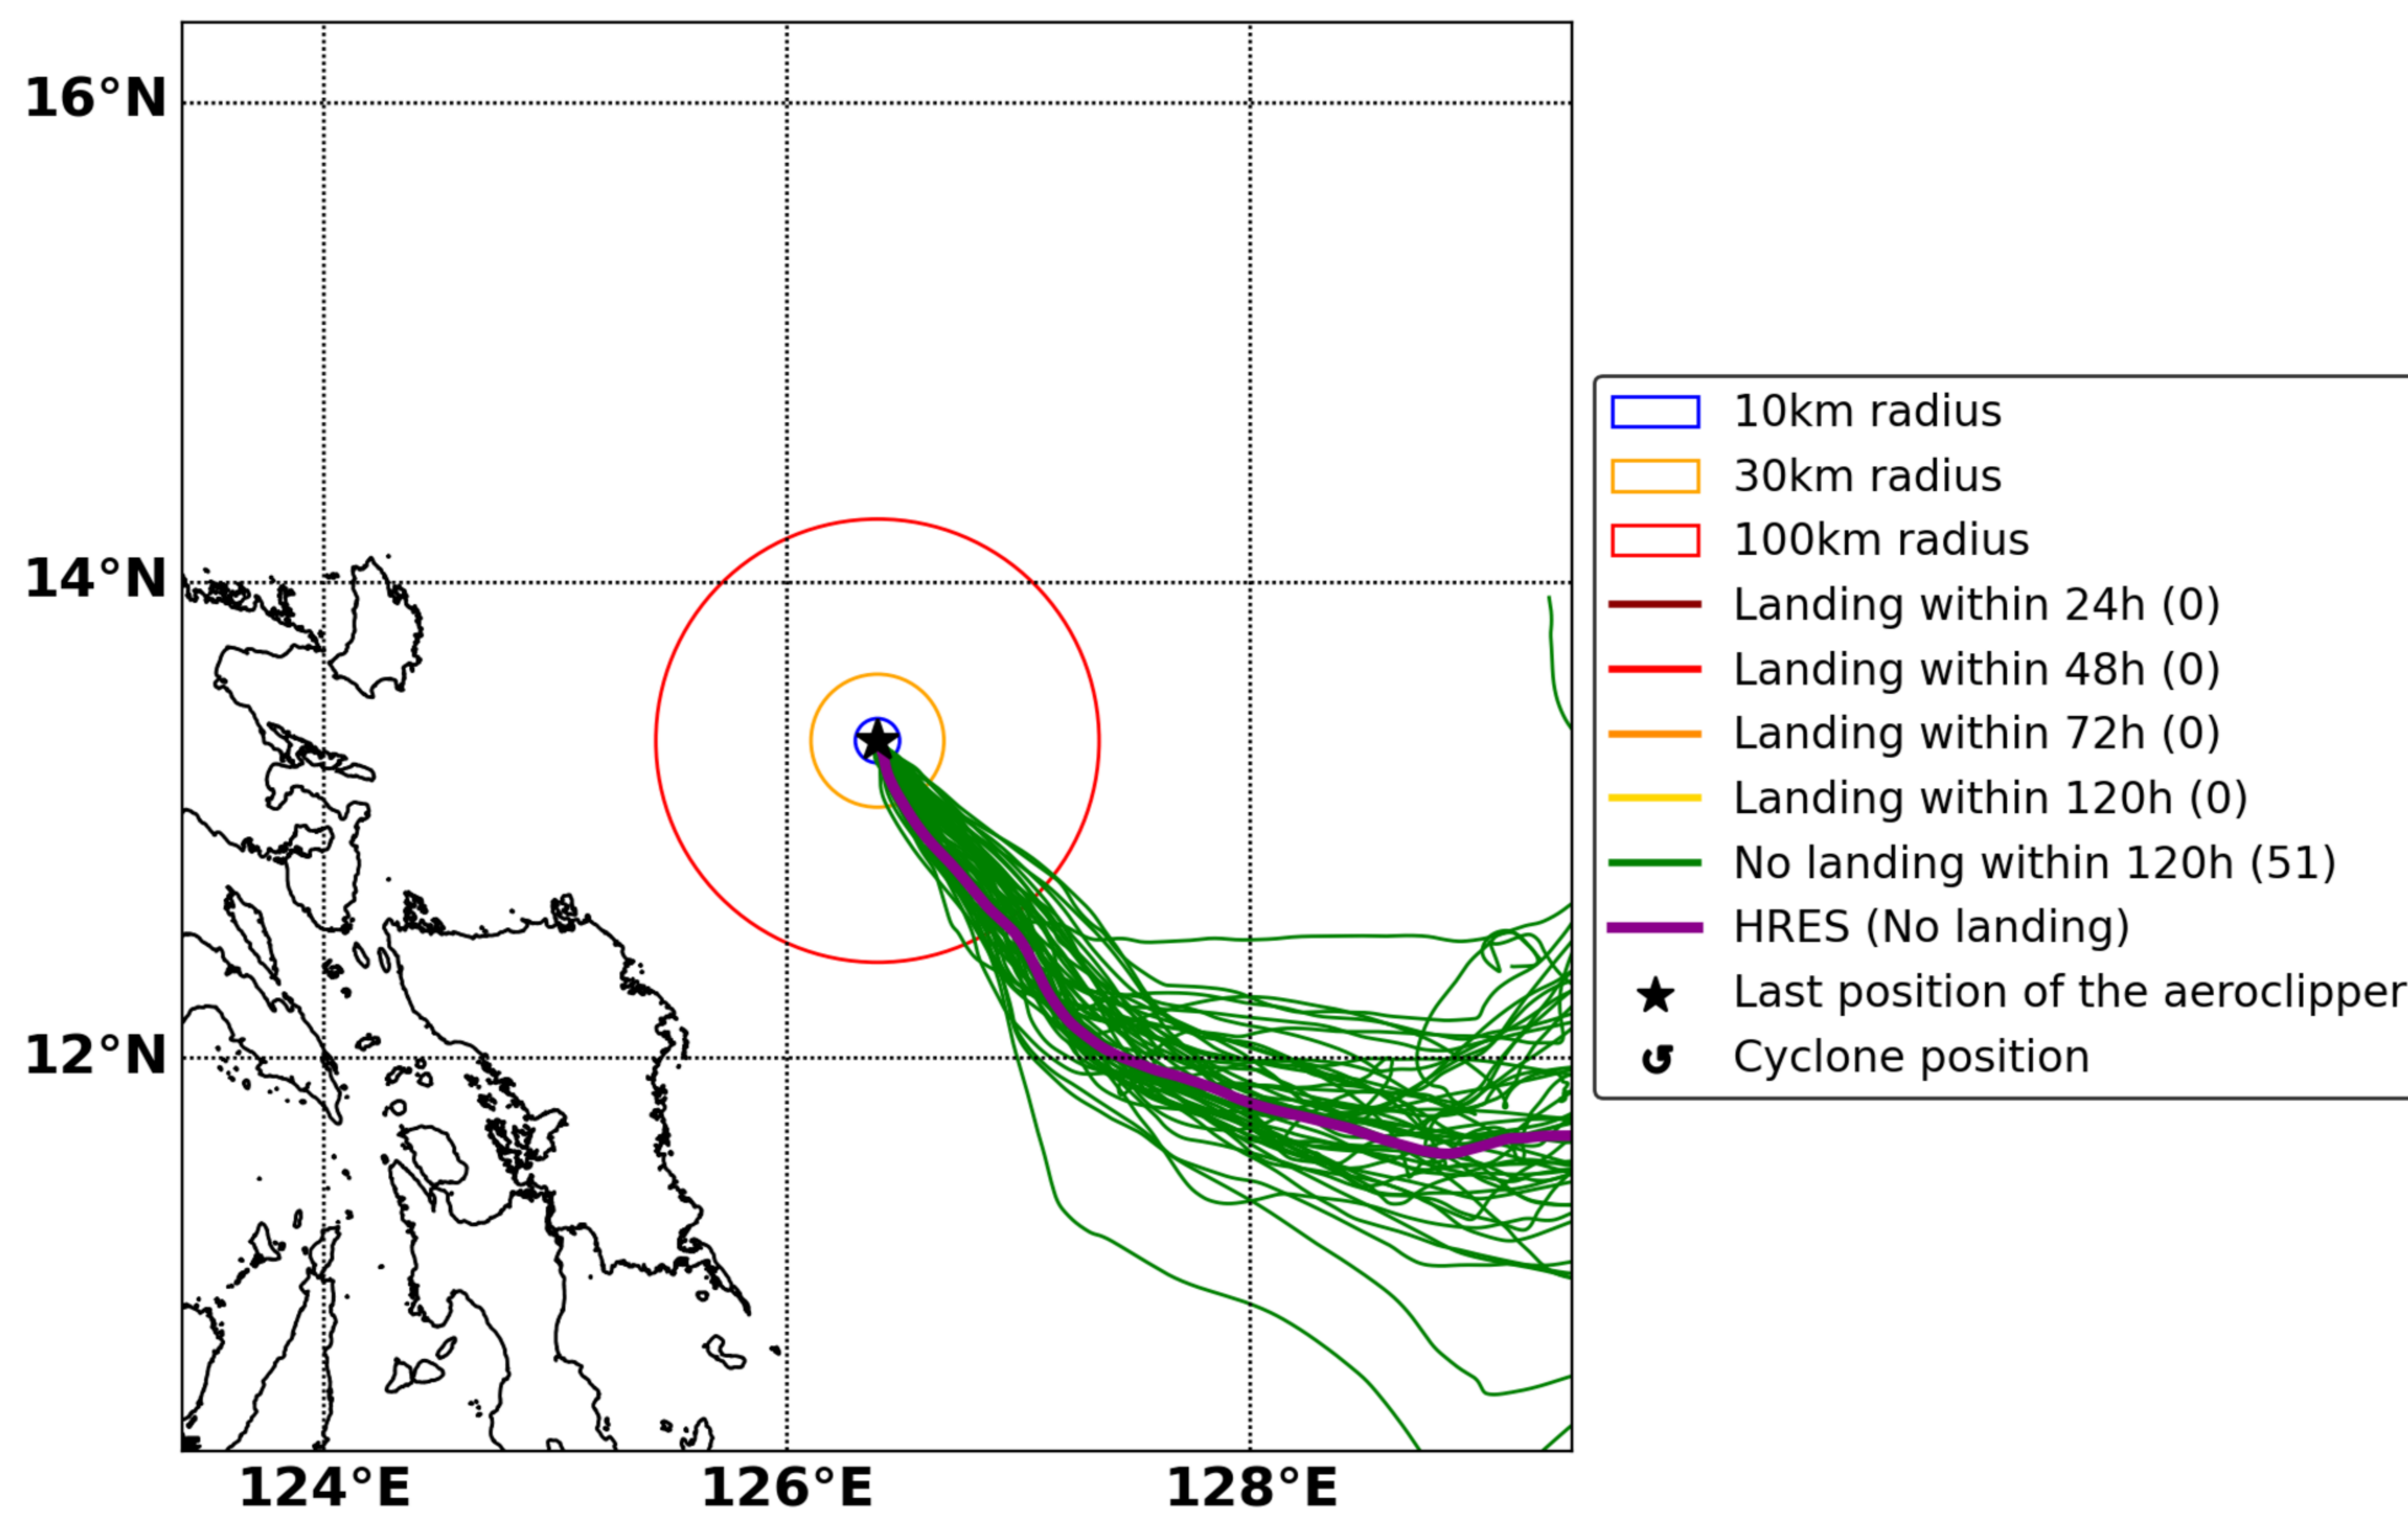 16°N
14°N
12°N
124°E
126°E
128°E
10km radius
30km radius
100km radius
Landing within 24h (0)
Landing within 48h (0)
Landing within 72h (0)
Landing within 120h (0)
No landing within 120h (51)
HRES (No landing)
Last position of the aeroclipper
Cyclone position